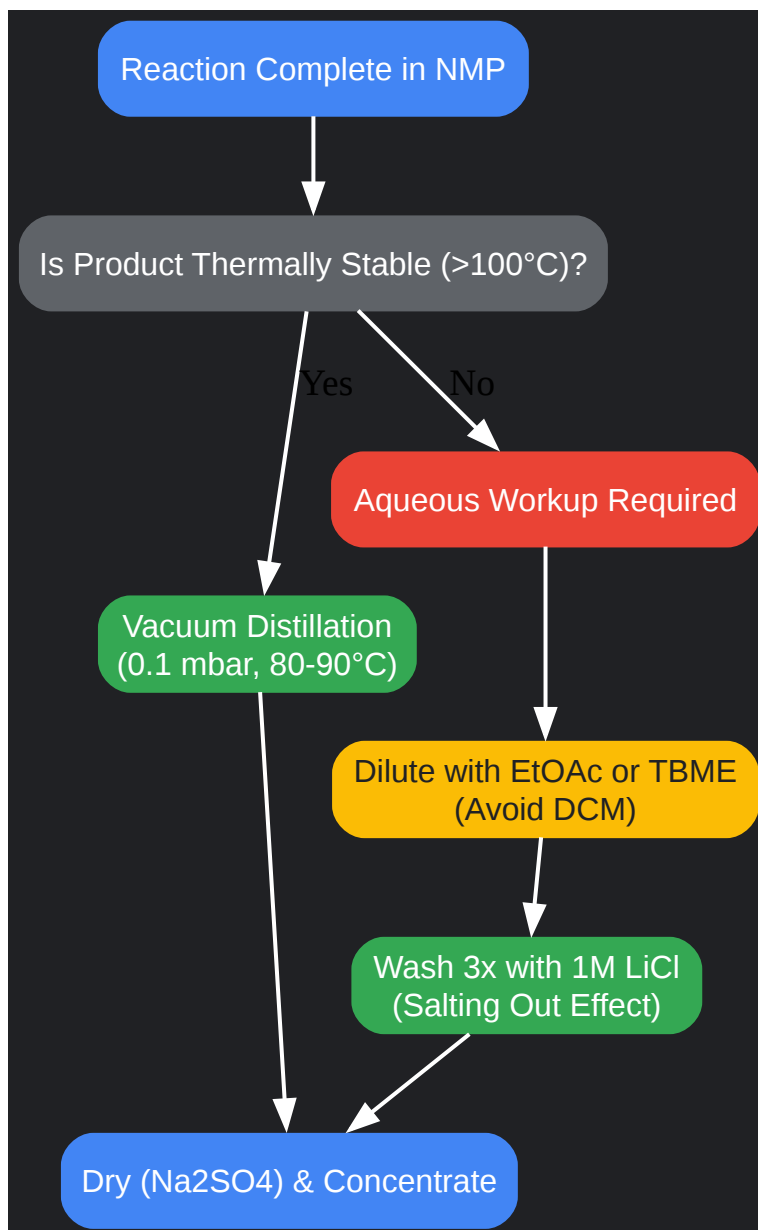 Reaction Complete in NMP
Is Product Thermally Stable (>100°C)?
Yes
No
Aqueous Workup Required
Vacuum Distillation
(0.1 mbar, 80-90°C)
Dilute with EtOAc or TBME
(Avoid DCM)
Wash 3x with 1M LiCl
(Salting Out Effect)
Dry (Na2SO4) & Concentrate